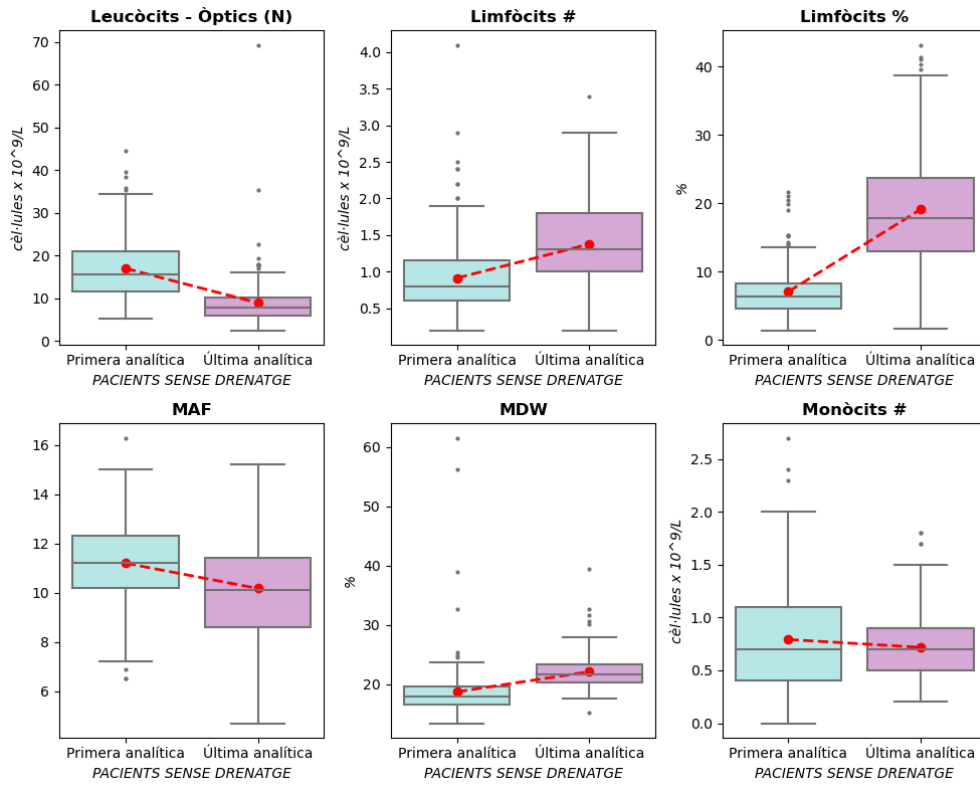 Leucòcits - Òptics (N)
cèl·lules x 10^9/L
70
60
50
40
30
20
10
0
Primera analítica Última analítica
PACIENTS SENSE DRENATGE
Limfòcits #
cèl·lules x 10^9/L
4.0
3.5
3.0
2.5
2.0
1.5
1.0
0.5
Primera analítica Última analítica
PACIENTS SENSE DRENATGE
Limfòcits %
%
40
30
20
10
0
Primera analítica Última analítica
PACIENTS SENSE DRENATGE
MAF
16
14
12
10
8
6
Primera analítica Última analítica
PACIENTS SENSE DRENATGE
MDW
%
60
50
40
30
20
Primera analítica Última analítica
PACIENTS SENSE DRENATGE
Monòcits #
cèl·lules x 10^9/L
2.5
2.0
1.5
1.0
0.5
0.0
Primera analítica Última analítica
PACIENTS SENSE DRENATGE